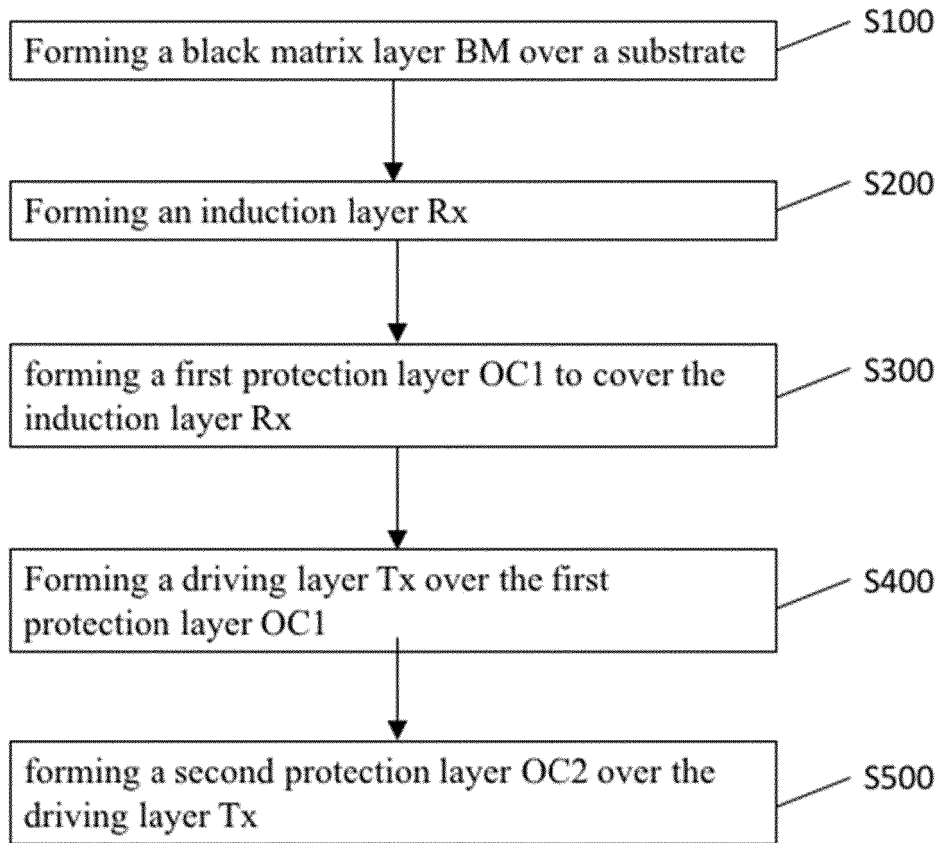 Forming a black matrix layer BM over a substrate
S100
Forming an induction layer Rx
S200
forming a first protection layer OC1 to cover the
induction layer Rx
S300
Forming a driving layer Tx over the first
protection layer OC1
S400
forming a second protection layer OC2 over the
driving layer Tx
S500